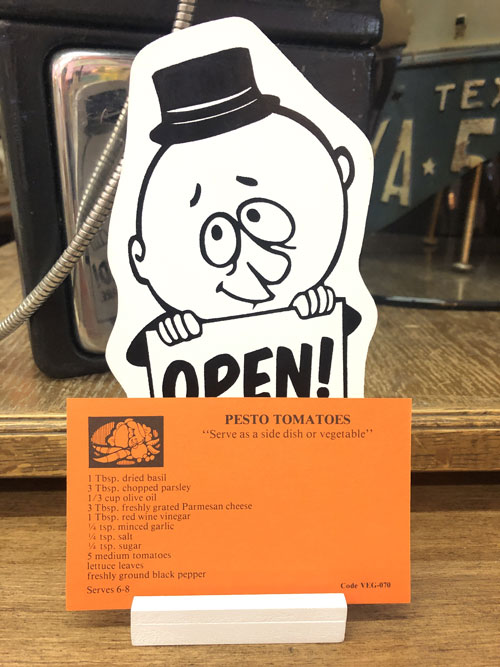 TEX
A★5
OPEN!
PESTO TOMATOES
“Serve as a side dish or vegetable”
1 Tbsp. dried basil
3 Tbsp. chopped parsley
1/3 cup olive oil
3 Tbsp. freshly grated Parmesan cheese
1 Tbsp. red wine vinegar
¼ tsp. minced garlic
¼ tsp. salt
¼ tsp. sugar
5 medium tomatoes
lettuce leaves
freshly ground black pepper
Serves 6-8
Code VEG-070